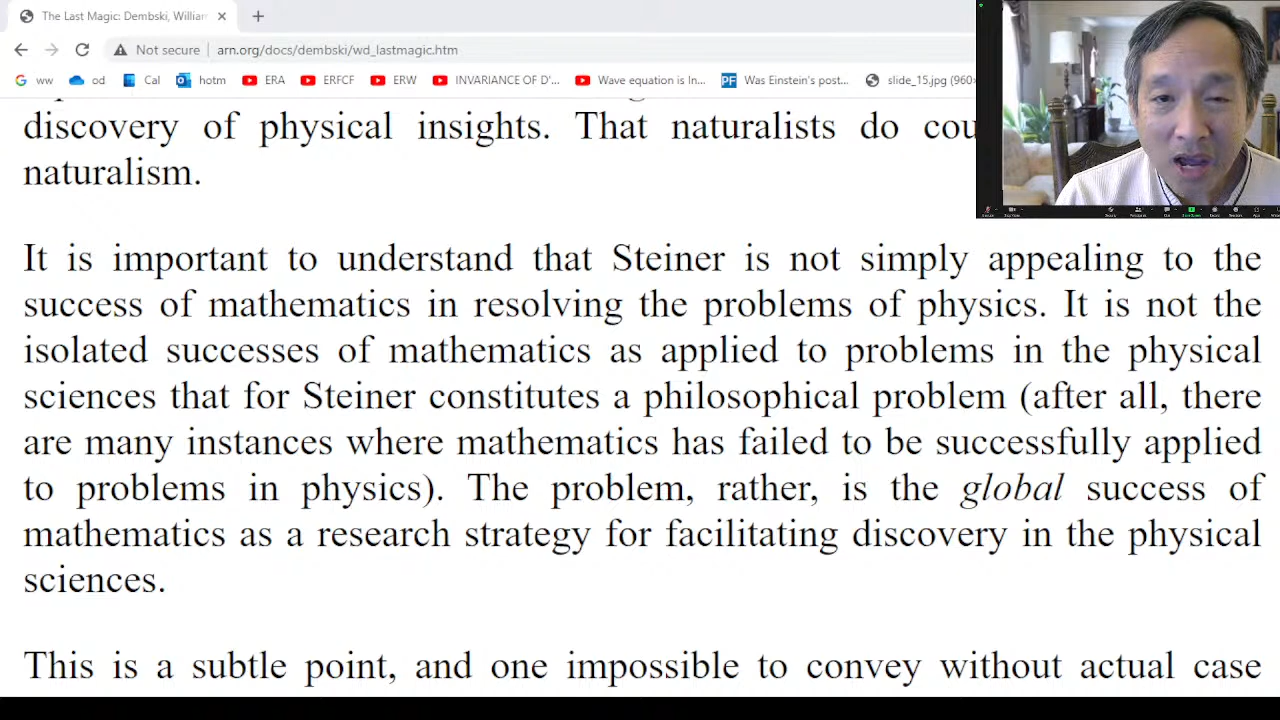 The Last Magic: Dembski, William
Not secure | arn.org/docs/dembski/wd_lastmagic.htm
ww od Cal hotm ERA ERFCF ERW INVARIANCE OF D'... Wave equation is In... Was Einstein's post... slide_15.jpg (960×
discovery of physical insights. That naturalists do cou
naturalism.
It is important to understand that Steiner is not simply appealing to the
success of mathematics in resolving the problems of physics. It is not the
isolated successes of mathematics as applied to problems in the physical
sciences that for Steiner constitutes a philosophical problem (after all, there
are many instances where mathematics has failed to be successfully applied
to problems in physics). The problem, rather, is the global success of
mathematics as a research strategy for facilitating discovery in the physical
sciences.
This is a subtle point, and one impossible to convey without actual case